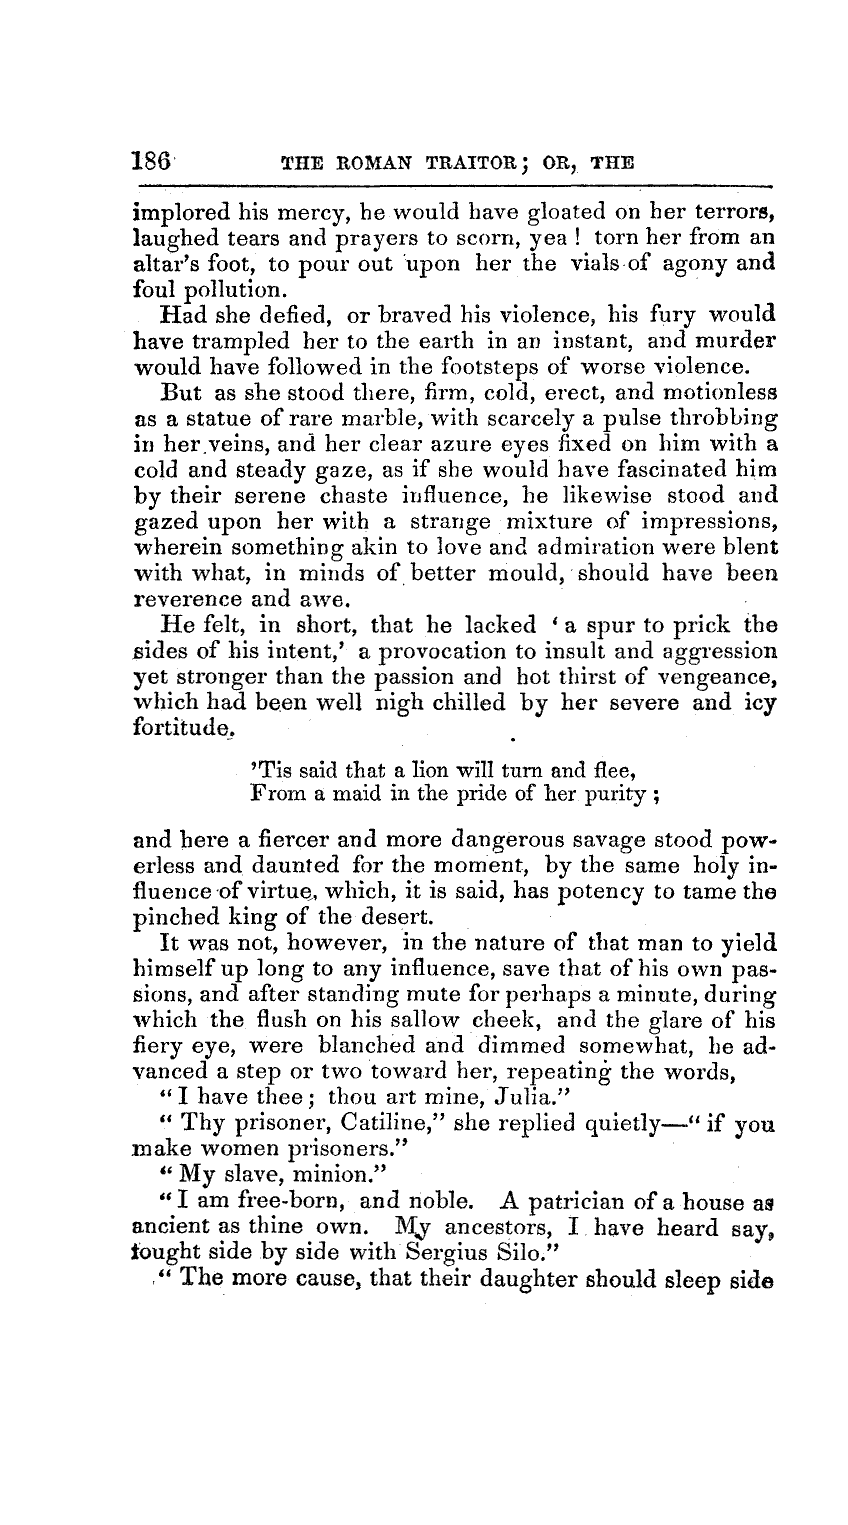 186 THE ROMAN TRAITOR; OR, THE
implored his mercy, he would have gloated on her terrors,
laughed tears and prayers to scorn, yea ! torn her from an
altar's foot, to pour out upon her the vials of agony and
foul pollution.
Had she defied, or braved his violence, his fury would
have trampled her to the earth in an instant, and murder
would have followed in the footsteps of worse violence.
But as she stood there, firm, cold, erect, and motionless
as a statue of rare marble, with scarcely a pulse throbbing
in her veins, and her clear azure eyes fixed on him with a
cold and steady gaze, as if she would have fascinated him
by their serene chaste influence, he likewise stood and
gazed upon her with a strange mixture of impressions,
wherein something akin to love and admiration were blent
with what, in minds of better mould, should have been
reverence and awe.
He felt, in short, that he lacked ‘ a spur to prick the
sides of his intent,’ a provocation to insult and aggression
yet stronger than the passion and hot thirst of vengeance,
which had been well nigh chilled by her severe and icy
fortitude.
’Tis said that a lion will turn and flee,
From a maid in the pride of her purity ;
and here a fiercer and more dangerous savage stood pow-
erless and daunted for the moment, by the same holy in-
fluence of virtue, which, it is said, has potency to tame the
pinched king of the desert.
It was not, however, in the nature of that man to yield
himself up long to any influence, save that of his own pas-
sions, and after standing mute for perhaps a minute, during
which the flush on his sallow cheek, and the glare of his
fiery eye, were blanched and dimmed somewhat, he ad-
vanced a step or two toward her, repeating the words,
“ I have thee ; thou art mine, Julia.”
“ Thy prisoner, Catiline,” she replied quietly—“ if you
make women prisoners.”
“ My slave, minion.”
“ I am free-born, and noble. A patrician of a house as
ancient as thine own. My ancestors, I have heard say,
fought side by side with Sergius Silo.”
“ The more cause, that their daughter should sleep side